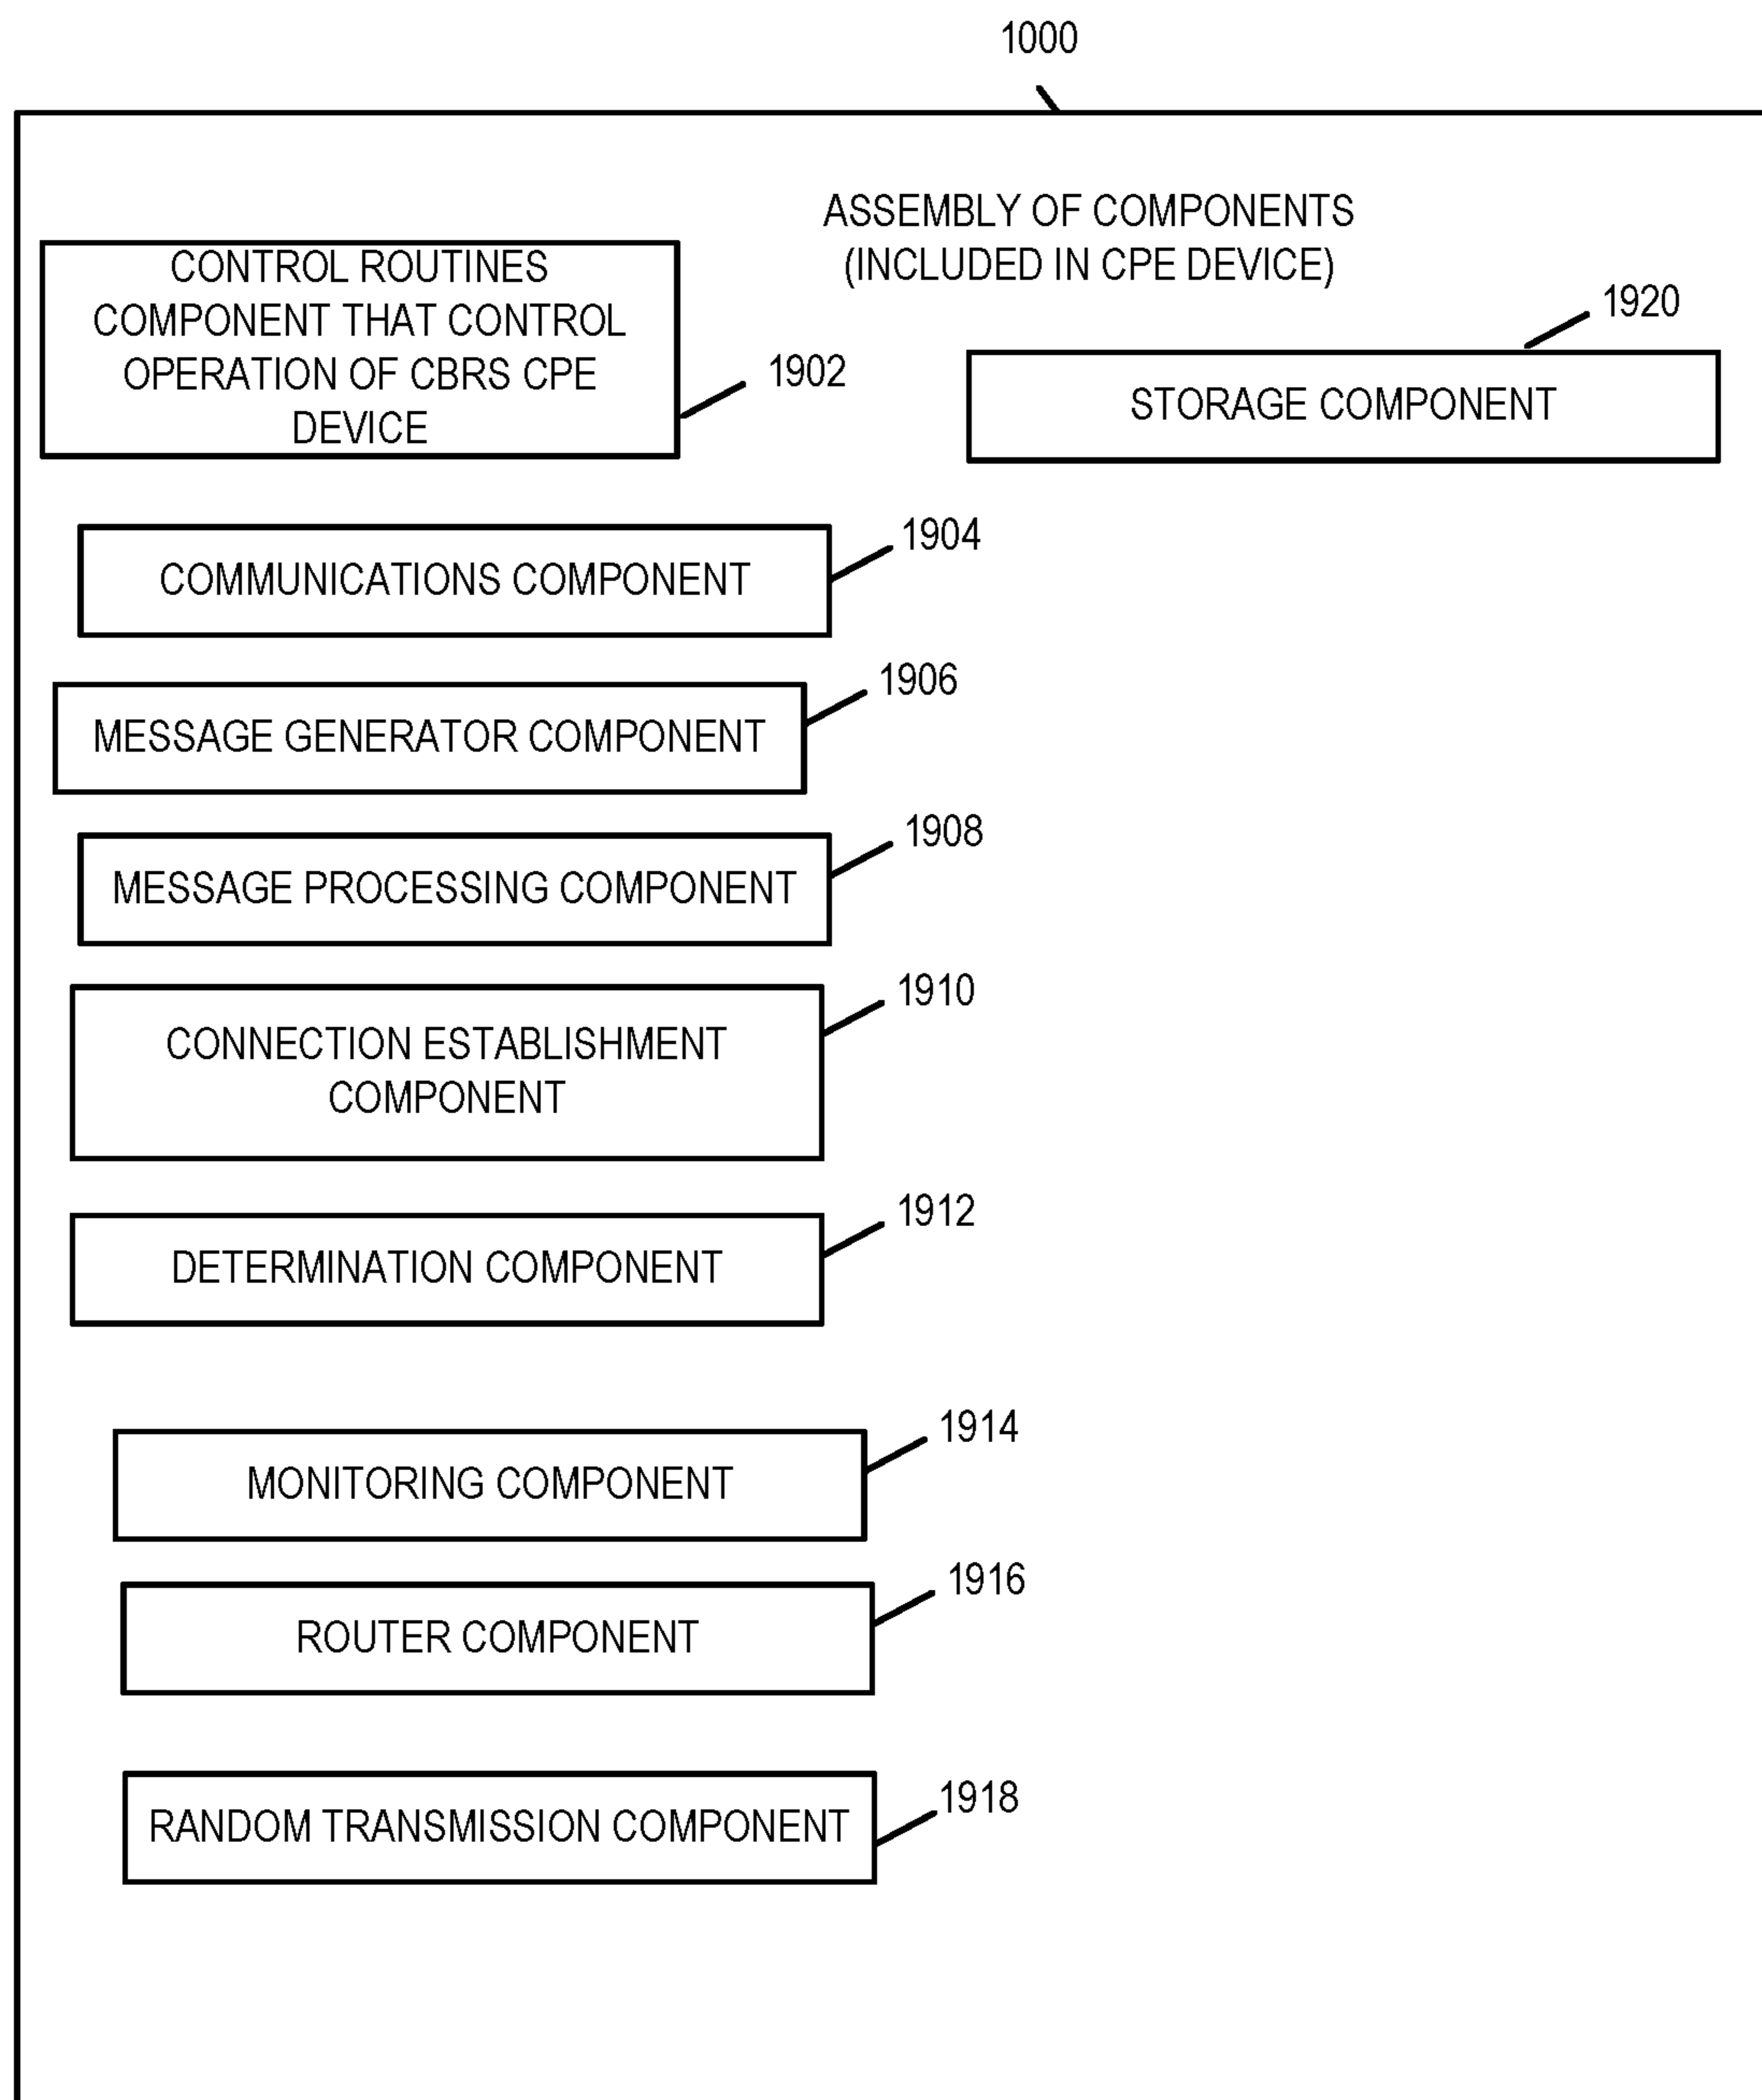 1000
ASSEMBLY OF COMPONENTS
(INCLUDED IN CPE DEVICE)
CONTROL ROUTINES
COMPONENT THAT CONTROL
OPERATION OF CBRS CPE
DEVICE
1902
1920
STORAGE COMPONENT
1904
COMMUNICATIONS COMPONENT
1906
MESSAGE GENERATOR COMPONENT
1908
MESSAGE PROCESSING COMPONENT
1910
CONNECTION ESTABLISHMENT
COMPONENT
1912
DETERMINATION COMPONENT
1914
MONITORING COMPONENT
1916
ROUTER COMPONENT
1918
RANDOM TRANSMISSION COMPONENT